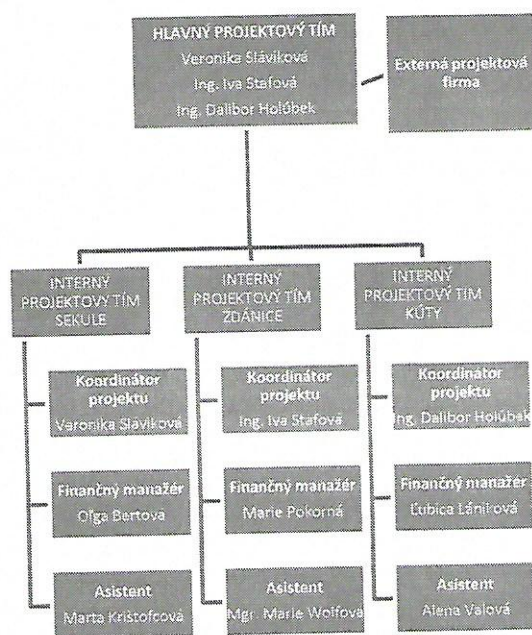 HLAVNÝ PROJEKTOVÝ TÍM
Veronika Sláviková
Ing. Iva Stafová
Ing. Dalibor Holúbek
Externá projektová
firma
INTERNÝ
PROJEKTOVÝ TÍM
SEKULE
Koordinátor
projektu
Veronika Sláviková
Finančný manažér
Oľga Bertova
Asistent
Marta Krištofcová
INTERNÝ
PROJEKTOVÝ TÍM
ŽDÁNICE
Koordinátor
projektu
Ing. Iva Stafová
Finančný manažér
Marie Pokorná
Asistent
Mgr. Marie Wolfova
INTERNÝ
PROJEKTOVÝ TÍM
KÚTY
Koordinátor
projektu
Ing. Dalibor Holúbek
Finančný manažér
Ľubica Lániková
Asistent
Alena Valová